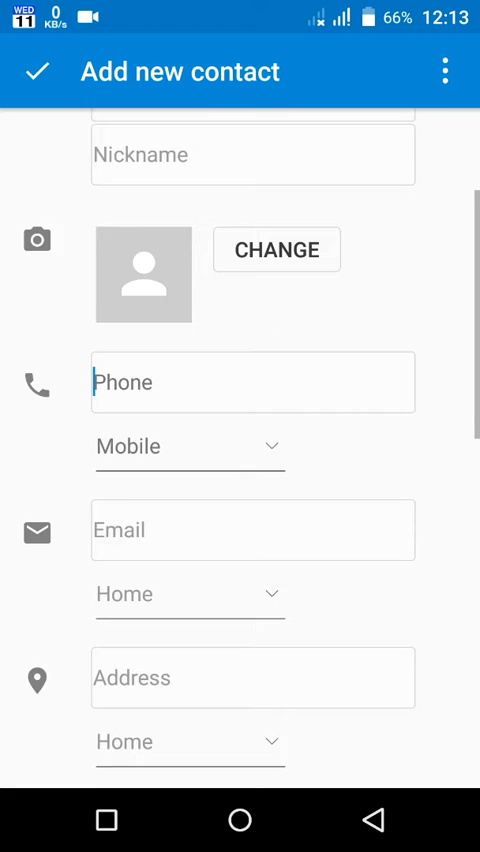 WED
11
0
KB/s
66%
12:13
Add new contact
Nickname
CHANGE
Phone
Mobile
Email
Home
Address
Home